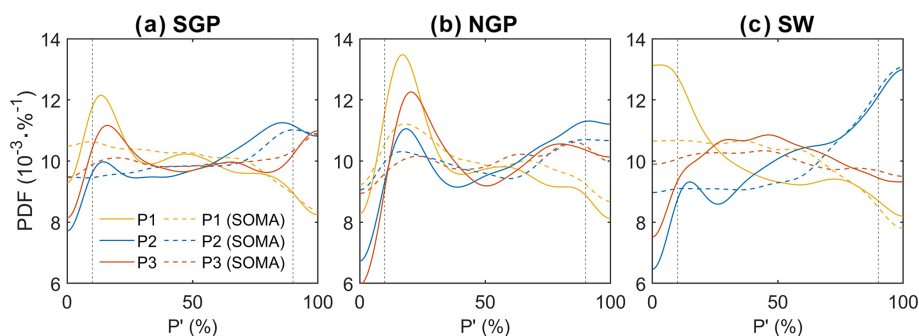 (a) SGP
(b) NGP
(c) SW
PDF (10⁻³·%⁻¹)
14
12
10
8
6
P1
P2
P3
P1 (SOMA)
P2 (SOMA)
P3 (SOMA)
0
50
100
P' (%)
14
12
10
8
6
0
50
100
P' (%)
14
12
10
8
6
0
50
100
P' (%)